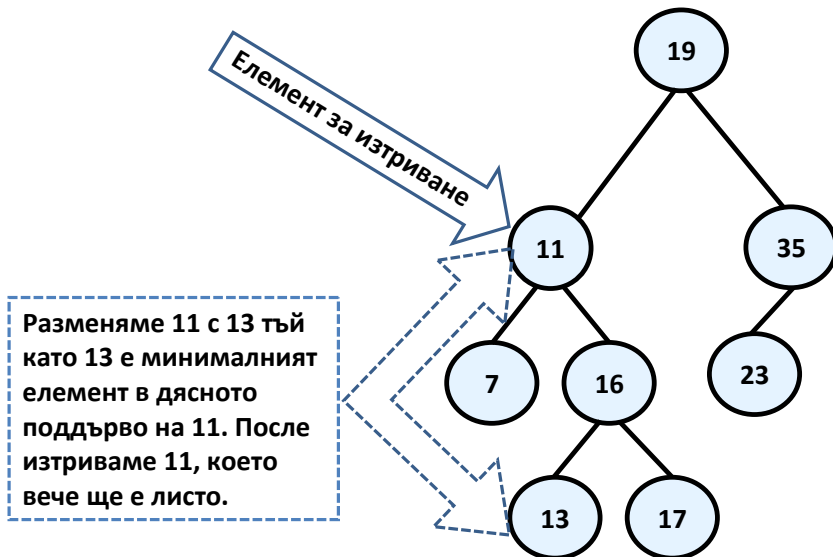 19
Елемент за изтриване
11
35
Разменяме 11 с 13 тъй
като 13 е минималният
елемент в дясното
поддърво на 11. После
изтриваме 11, което
вече ще е листо.
7
16
23
13
17